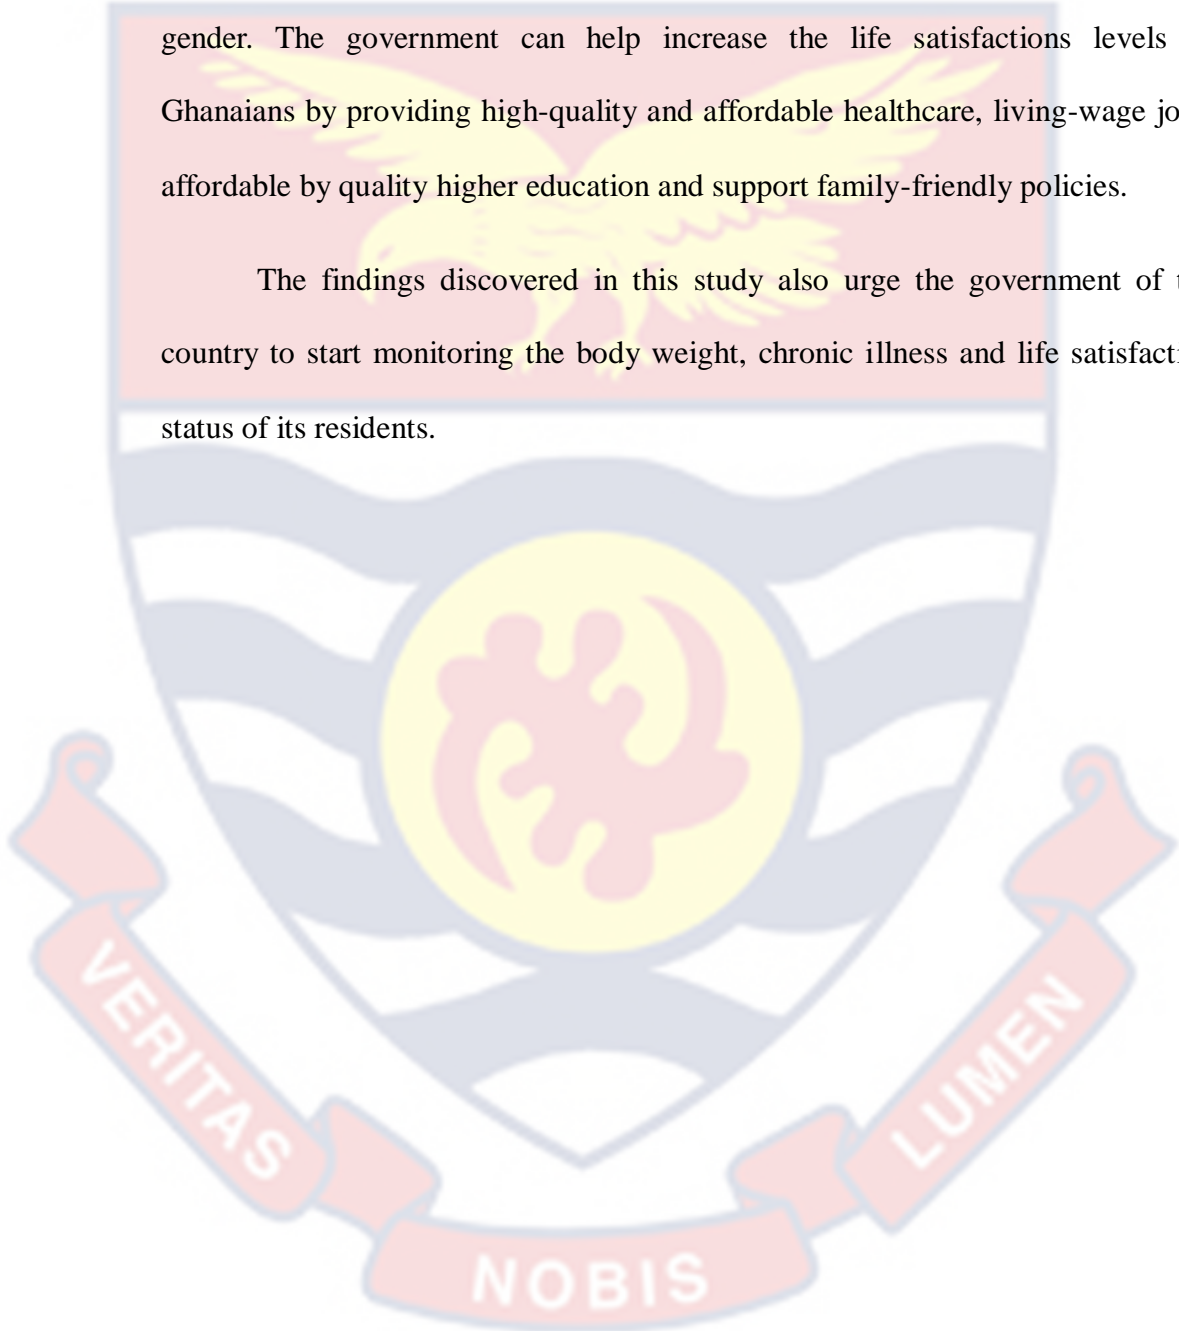 gender. The government can help increase the life satisfactions levels
Ghanaians by providing high-quality and affordable healthcare, living-wage jo
affordable by quality higher education and support family-friendly policies.
The findings discovered in this study also urge the government of t
country to start monitoring the body weight, chronic illness and life satisfacti
status of its residents.
VERITAS
NOBIS
LUMEN